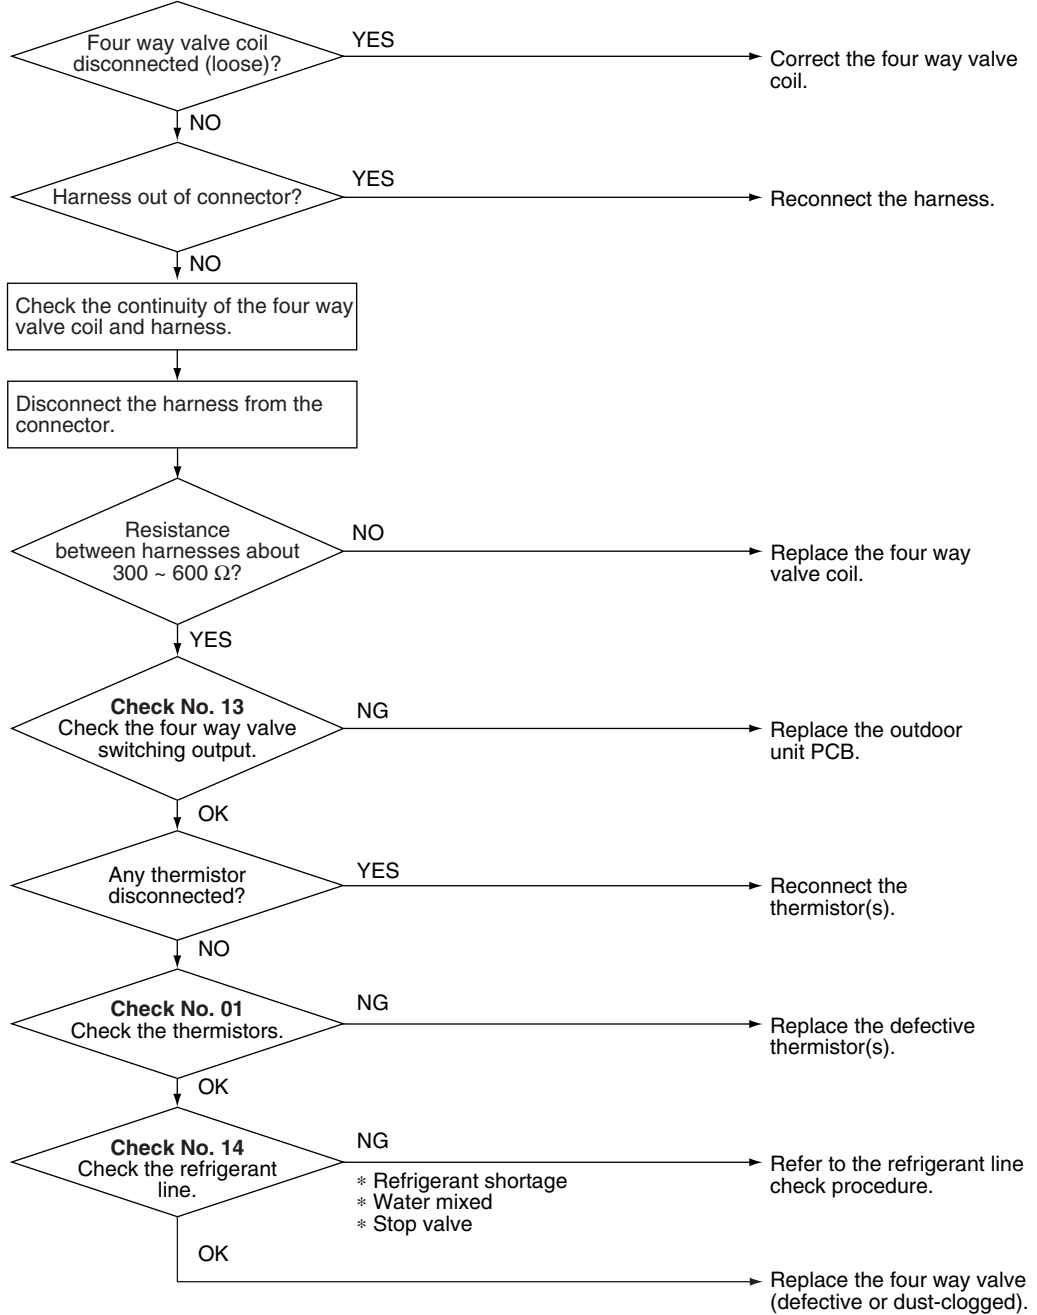 Four way valve coil
disconnected (loose)?
YES
Correct the four way valve
coil.
NO
Harness out of connector?
YES
Reconnect the harness.
NO
Check the continuity of the four way
valve coil and harness.
Disconnect the harness from the
connector.
Resistance
between harnesses about
300 ~ 600 Ω?
NO
Replace the four way
valve coil.
YES
Check No. 13
Check the four way valve
switching output.
NG
Replace the outdoor
unit PCB.
OK
Any thermistor
disconnected?
YES
Reconnect the
thermistor(s).
NO
Check No. 01
Check the thermistors.
NG
Replace the defective
thermistor(s).
OK
Check No. 14
Check the refrigerant
line.
NG
∗ Refrigerant shortage
∗ Water mixed
∗ Stop valve
Refer to the refrigerant line
check procedure.
OK
Replace the four way valve
(defective or dust-clogged).